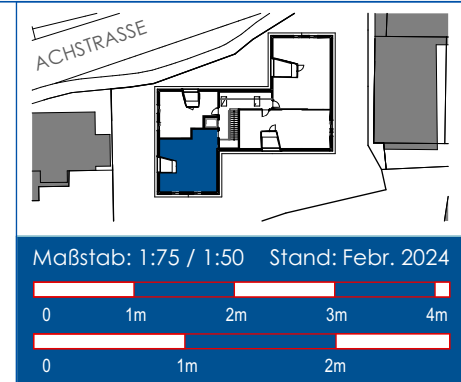 ACHSTRASSE
Maßstab: 1:75 / 1:50 Stand: Febr. 2024
0 1m 2m 3m 4m
0 1m 2m